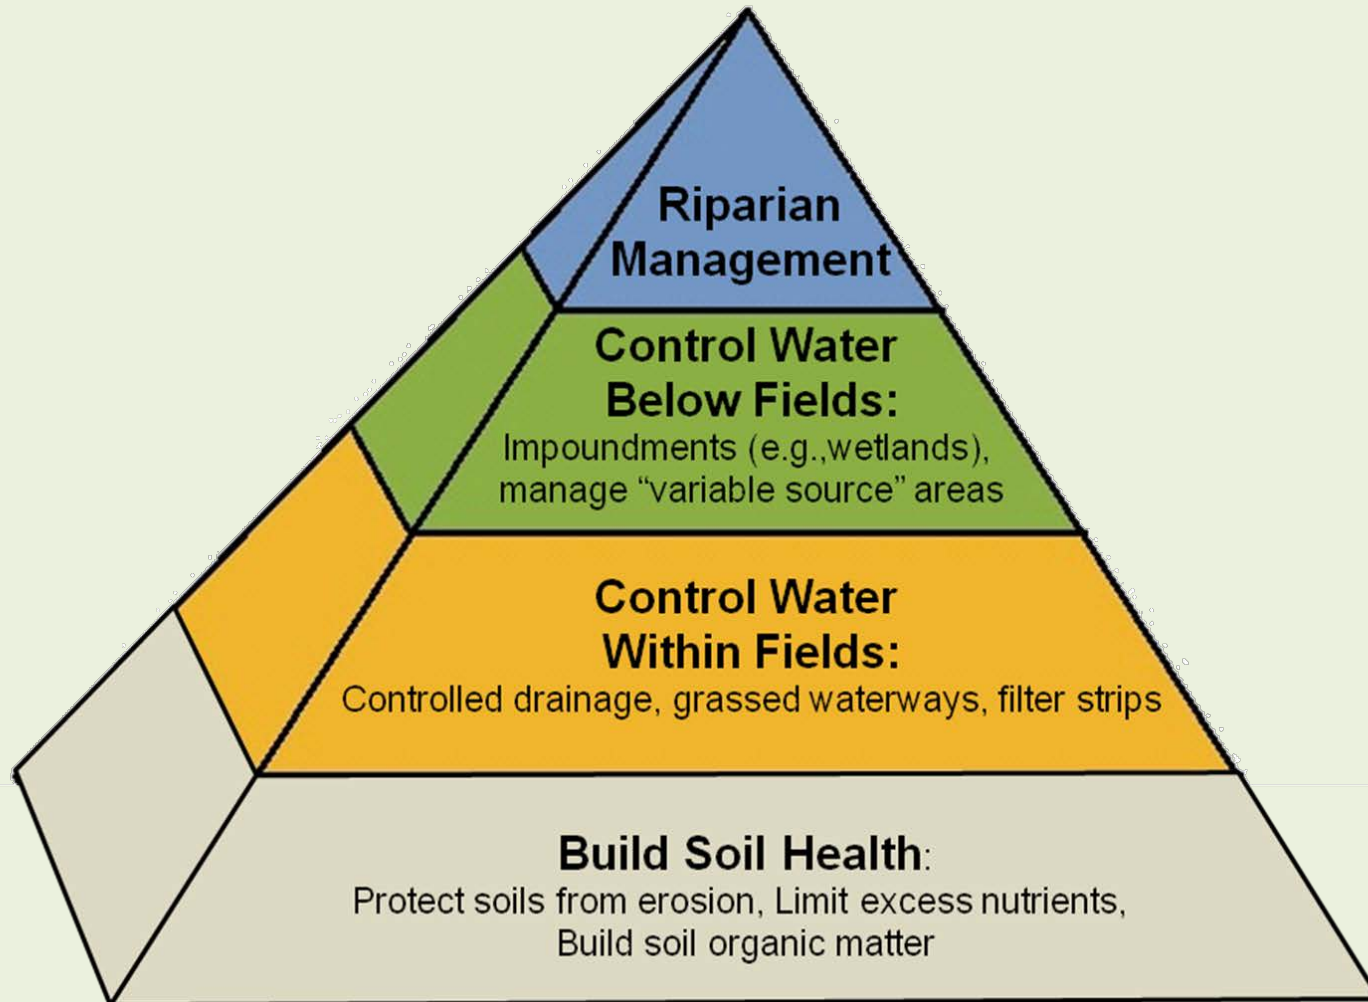 Riparian
Management
Control Water
Below Fields:
Impoundments (e.g.,wetlands),
manage “variable source” areas
Control Water
Within Fields:
Controlled drainage, grassed waterways, filter strips
Build Soil Health:
Protect soils from erosion, Limit excess nutrients,
Build soil organic matter